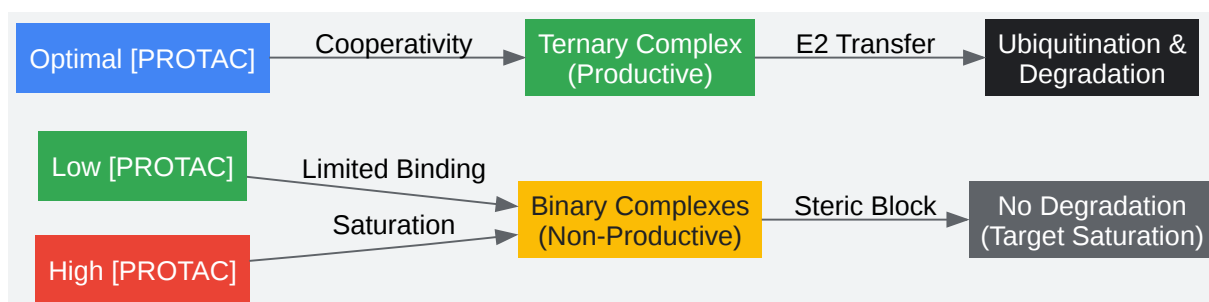 Optimal [PROTAC]
Cooperativity
Ternary Complex
(Productive)
E2 Transfer
Ubiquitination &
Degradation
Low [PROTAC]
Limited Binding
High [PROTAC]
Saturation
Binary Complexes
(Non-Productive)
Steric Block
No Degradation
(Target Saturation)